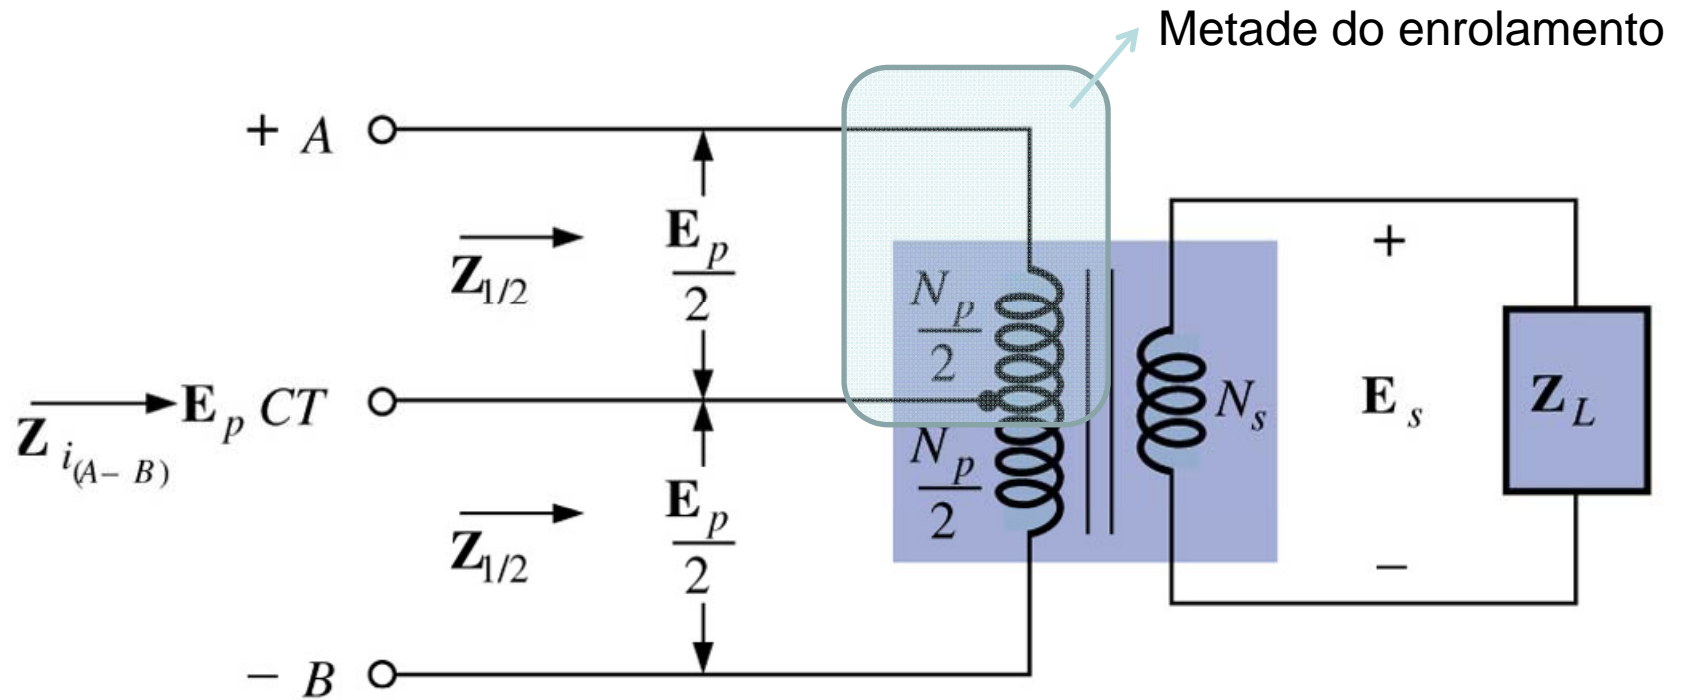 Metade do enrolamento
+ A
Z1/2
Ep/2
Np/2
+
Zi(A– B)
Ep CT
Ns
Es
ZL
Z1/2
Ep/2
Np/2
–
– B